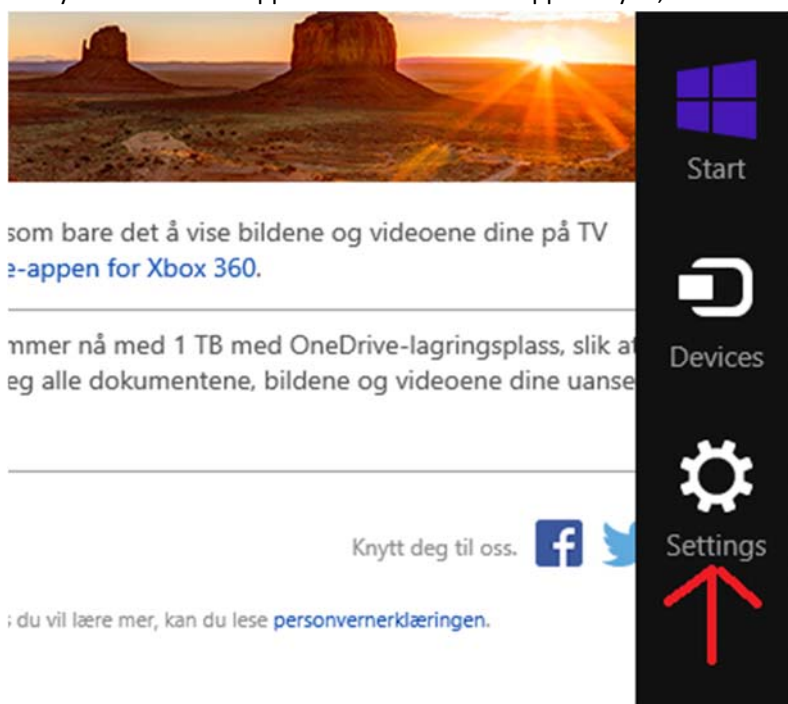 som bare det å vise bildene og videoene dine på TV
e-appen for Xbox 360.
mmer nå med 1 TB med OneDrive-lagringsplass, slik at
eg alle dokumentene, bildene og videoene dine uanse
Knytt deg til oss.
du vil lære mer, kan du lese personvernerklæringen.
Start
Devices
Settings